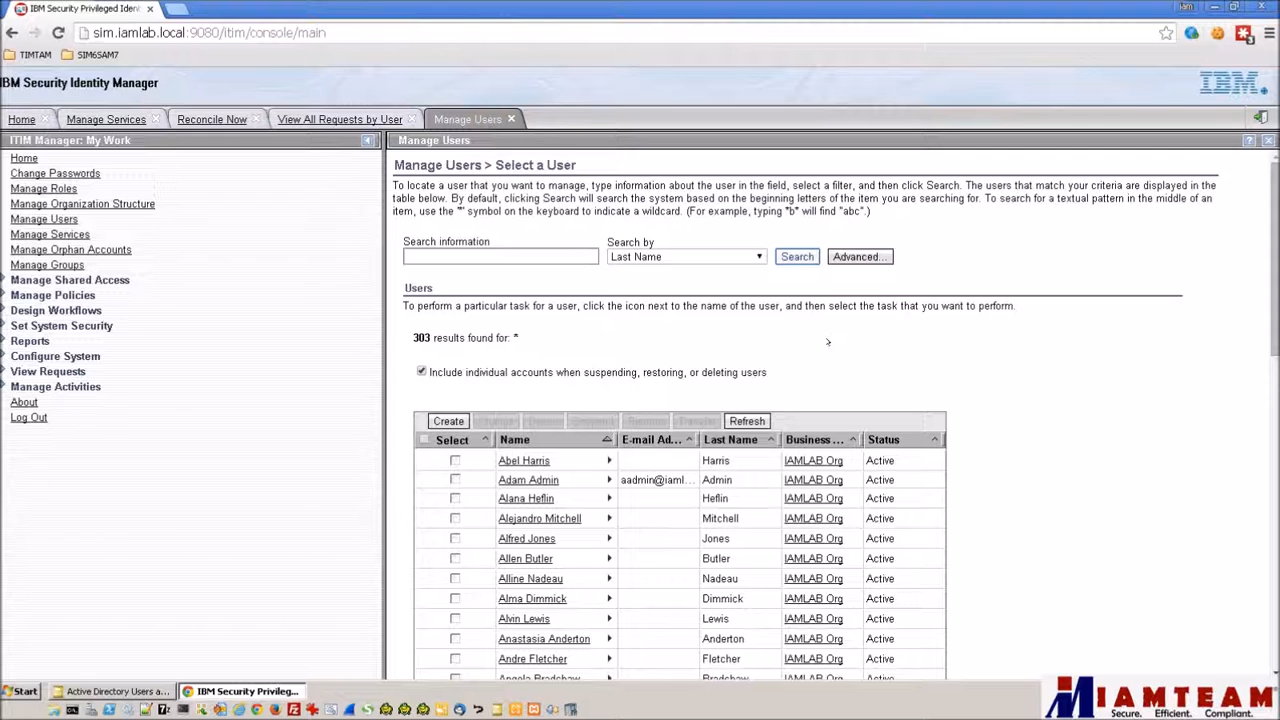 IBM Security Privileged Ident
iam
sim.iamlab.local:9080/itim/console/main
TIMTAM
SIM6SAM7
IBM Security Identity Manager
IBM
Home
Manage Services
Reconcile Now
View All Requests by User
Manage Users
ITIM Manager: My Work
Home
Change Passwords
Manage Roles
Manage Organization Structure
Manage Users
Manage Services
Manage Orphan Accounts
Manage Groups
Manage Shared Access
Manage Policies
Design Workflows
Set System Security
Reports
Configure System
View Requests
Manage Activities
About
Log Out
Manage Users
Manage Users > Select a User
To locate a user that you want to manage, type information about the user in the field, select a filter, and then click Search. The users that match your criteria are displayed in the
table below. By default, clicking Search will search the system based on the beginning letters of the item you are searching for. To search for a textual pattern in the middle of an
item, use the '*' symbol on the keyboard to indicate a wildcard. (For example, typing *b* will find "abc".)
Search information
Search by
Last Name
Search
Advanced...
Users
To perform a particular task for a user, click the icon next to the name of the user, and then select the task that you want to perform.
303 results found for: *
Include individual accounts when suspending, restoring, or deleting users
Create
Refresh
Select Name E-mail Ad... Last Name Business ... Status
Abel Harris Harris IAMLAB Org Active
Adam Admin aadmin@iaml... Admin IAMLAB Org Active
Alana Heflin Heflin IAMLAB Org Active
Alejandro Mitchell Mitchell IAMLAB Org Active
Alfred Jones Jones IAMLAB Org Active
Allen Butler Butler IAMLAB Org Active
Alline Nadeau Nadeau IAMLAB Org Active
Alma Dimmick Dimmick IAMLAB Org Active
Alvin Lewis Lewis IAMLAB Org Active
Anastasia Anderton Anderton IAMLAB Org Active
Andre Fletcher Fletcher IAMLAB Org Active
Angela Bradshaw Bradshaw IAMLAB Org Active
Start
Active Directory Users a...
IBM Security Privileg...
IAMTEAM
Secure. Efficient. Compliant.